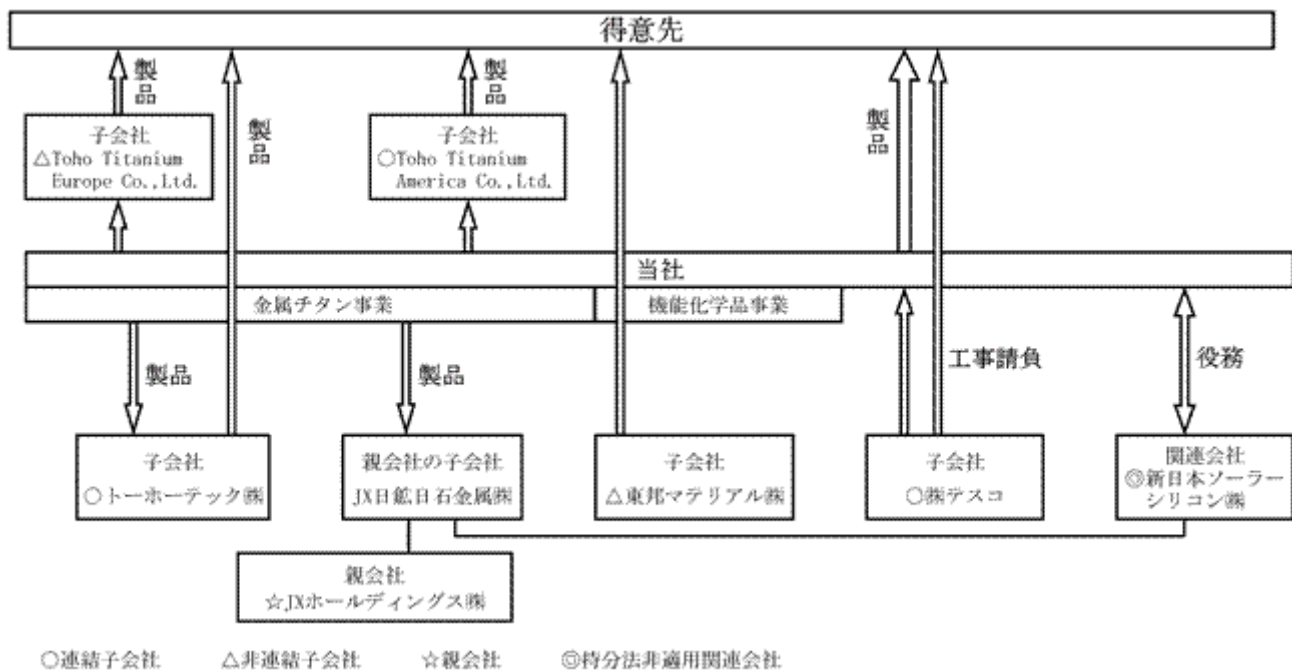 得意先
製品
製品
製品
製品
子会社
△Toho Titanium
Europe Co.,Ltd.
子会社
○Toho Titanium
America Co.,Ltd.
当社
金属チタン事業
機能化学品事業
製品
製品
工事請負
役務
子会社
○トーホーテック㈱
親会社の子会社
JX日鉱日石金属㈱
子会社
△東邦マテリアル㈱
子会社
○㈱テスコ
関連会社
◎新日本ソーラー
シリコン㈱
親会社
☆JXホールディングス㈱
○連結子会社 △非連結子会社 ☆親会社 ◎持分法非適用関連会社